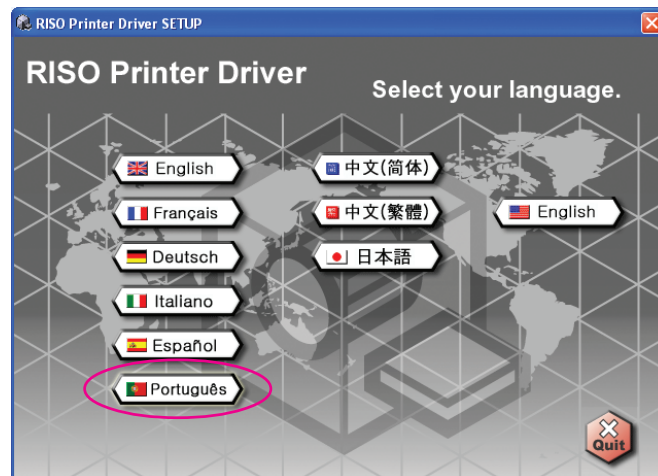 RISO Printer Driver SETUP
RISO Printer Driver
Select your language.
English
Français
Deutsch
Italiano
Español
Português
中文(简体)
中文(繁體)
日本語
English
Quit